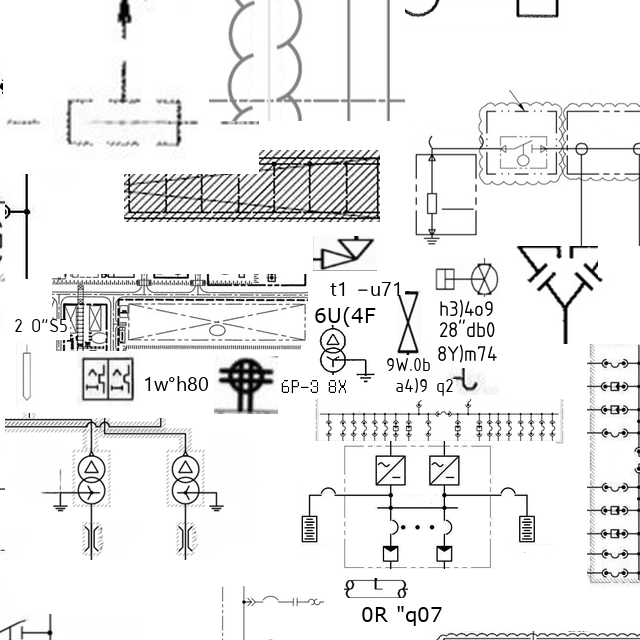 t1 -u71
6U(4F
2 0"S5
h3)4o9
28"db0
8Y)m74
9W.0b
a4)9 q2
1w°h80
6P-9 8X
L
0R "q07